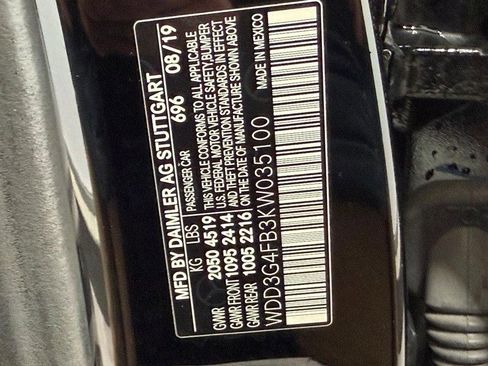 MFD BY DAIMLER AG STUTTGART
696 08/19
KG LBS PASSENGER CAR
GVWR 2050 4519 THIS VEHICLE CONFORMS TO ALL APPLICABLE
GAWR FRONT 1095 2414 U.S. FEDERAL MOTOR VEHICLE SAFETY, BUMPER
GAWR REAR 1005 2216 AND THEFT PREVENTION STANDARDS IN EFFECT
ON THE DATE OF MANUFACTURE SHOWN ABOVE
WDD3G4FB3KW035100 MADE IN MEXICO